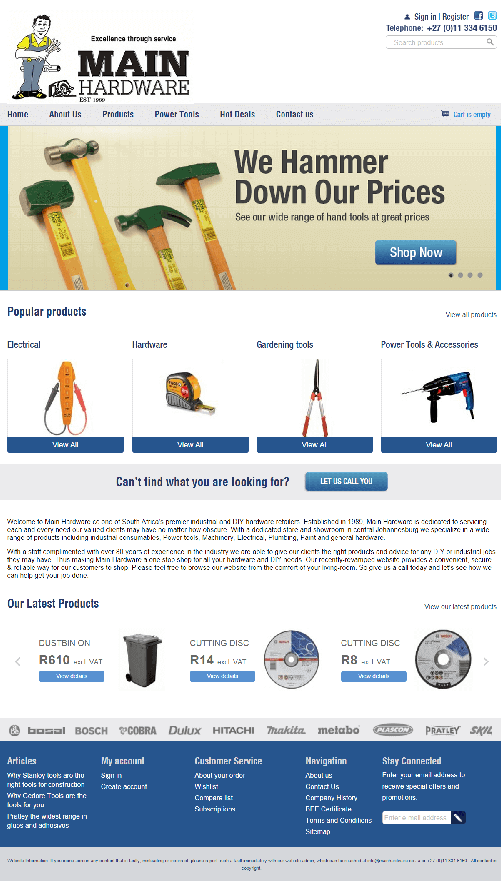 Sign in | Register
Excellence through service
Telephone: +27 (0)11 334 6150
Search products
MAIN
HARDWARE
EST 1969
Home About Us Products Power Tools Hot Deals Contact us Cart is empty
We Hammer
Down Our Prices
See our wide range of hand tools at great prices
Shop Now
Popular products
View all products
Electrical Hardware Gardening tools Power Tools & Accessories
View All View All View All View All
Can't find what you are looking for? LET US CALL YOU
Welcome to Main Hardware as one of South Africa's premier industrial and DIY hardware retailers. Established in 1969, Main Hardware is dedicated to servicing
each and every need our valued clients may have no matter how obscure. With a dedicated store and showroom in central Johannesburg we specialize in a wide
range of products including industrial consumables, Power tools, Machinery, Electrical, Plumbing, Paint and general hardware.
With a staff complimented with over 80 years of experience in the industry we are able to give our clients the right products and advice for any D.I.Y or industrial jobs
they may have. Thus making Main Hardware a one stop shop for all your hardware and DIY needs. Our recently-revamped website provides a convenient, secure
& reliable way for our customers to shop. Please feel free to browse our website from the comfort of your living-room. So give us a call today and let's see how we
can help get your job done.
Our Latest Products
View our latest products
DUSTBIN ON CUTTING DISC CUTTING DISC
R610 excl VAT R14 excl VAT R8 excl VAT
View details View details View details
bosal BOSCH COBRA Dulux HITACHI makita metabo PLASCON PRATLEY SKIL
Articles My account Customer Service Navigation Stay Connected
Why Stanley tools are the
right tools for construction
Why Gedore Tools are the
tools for you
Pratley the widest range in
glues and adhesives
Sign in
Create account
About your order
Wishlist
Compare list
Subscriptions
About us
Contact Us
Company History
BEE Certificate
Terms and Conditions
Sitemap
Enter your email address to
receive special offers and
promotions.
Enter e-mail address
copyright.